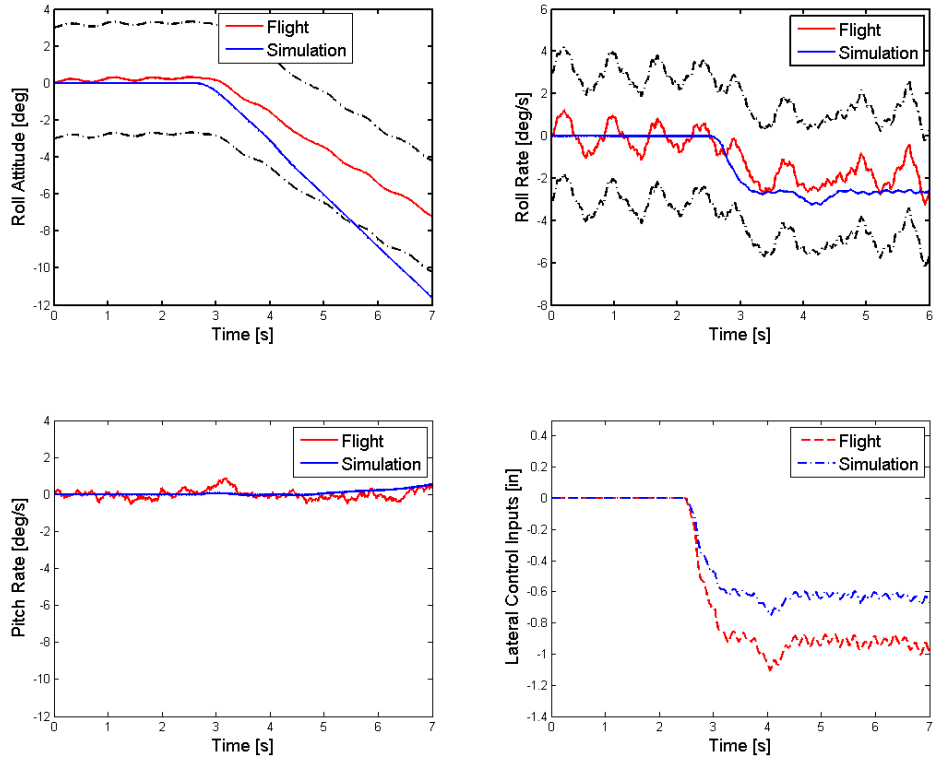 4
2
0
-2
-4
-6
-8
-10
-12
Roll Attitude [deg]
Flight
Simulation
0 1 2 3 4 5 6 7
Time [s]
6
4
2
0
-2
-4
-6
-8
Roll Rate [deg/s]
Flight
Simulation
0 1 2 3 4 5 6
Time [s]
4
2
0
-2
-4
-6
-8
-10
-12
Pitch Rate [deg/s]
Flight
Simulation
0 1 2 3 4 5 6 7
Time [s]
0.4
0.2
0
-0.2
-0.4
-0.6
-0.8
-1
-1.2
-1.4
Lateral Control Inputs [in]
Flight
Simulation
0 1 2 3 4 5 6 7
Time [s]